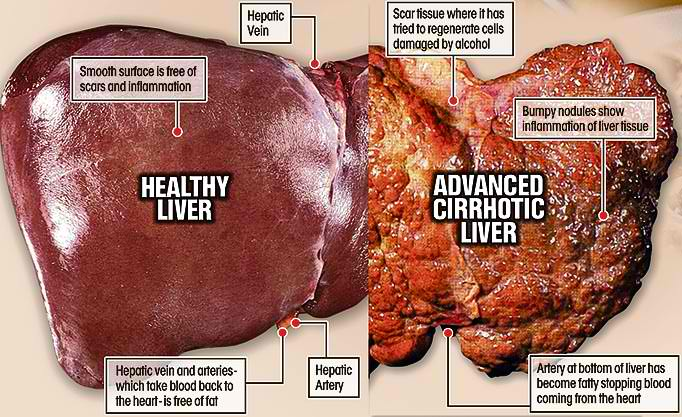 Hepatic
Vein
Smooth surface is free of
scars and inflammation
HEALTHY
LIVER
Hepatic vein and arteries-
which take blood back to
the heart-is free of fat
Hepatic
Artery
Scar tissue where it has
tried to regenerate cells
damaged by alcohol
Bumpy nodules show
inflammation of liver tissue
ADVANCED
CIRRHOTIC
LIVER
Artery at bottom of liver has
become fatty stopping blood
coming from the heart